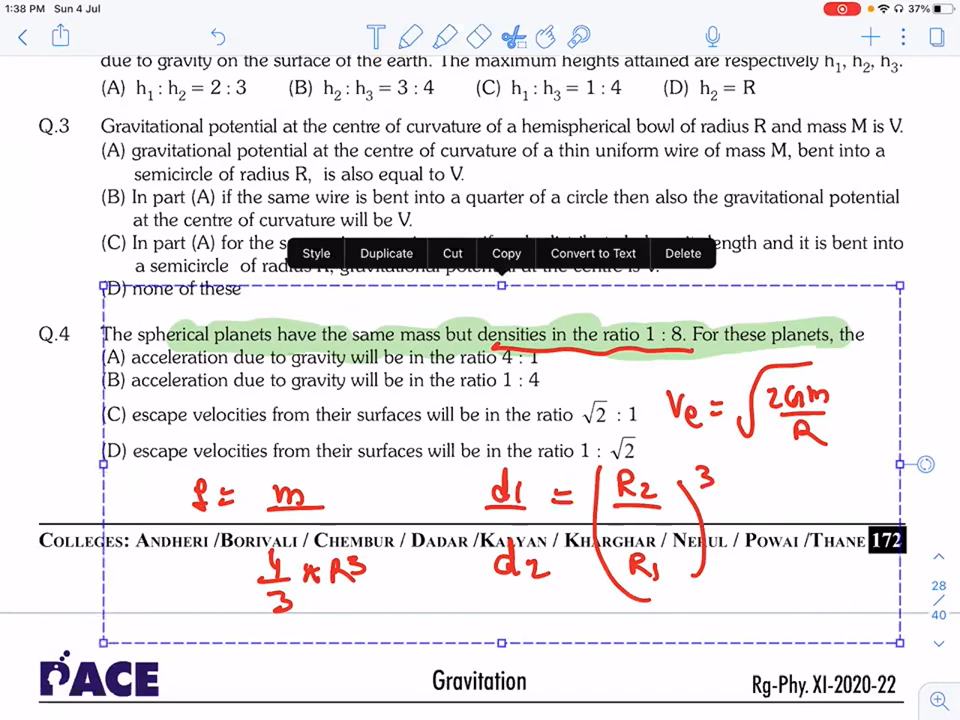 1:38 PM Sun 4 Jul
37%
due to gravity on the surface of the earth. The maximum heights attained are respectively h₁, h₂, h₃.
(A) h₁ : h₂ = 2 : 3 (B) h₂ : h₃ = 3 : 4 (C) h₁ : h₃ = 1 : 4 (D) h₂ = R
Q.3 Gravitational potential at the centre of curvature of a hemispherical bowl of radius R and mass M is V.
(A) gravitational potential at the centre of curvature of a thin uniform wire of mass M, bent into a
semicircle of radius R, is also equal to V.
(B) In part (A) if the same wire is bent into a quarter of a circle then also the gravitational potential
at the centre of curvature will be V.
(C) In part (A) for the s length and it is bent into
Style Duplicate Cut Copy Convert to Text Delete
a semicircle of radi
(D) none of these
Q.4 The spherical planets have the same mass but densities in the ratio 1 : 8. For these planets, the
(A) acceleration due to gravity will be in the ratio 4 : 1
(B) acceleration due to gravity will be in the ratio 1 : 4
(C) escape velocities from their surfaces will be in the ratio √2 : 1
(D) escape velocities from their surfaces will be in the ratio 1 : √2
Ve = √(2Gm/R)
ρ = m / 4/3 π R³
d1/d2 = (R2/R1)³
COLLEGES: ANDHERI /BORIVALI / CHEMBUR / DADAR /KALYAN / KHARGHAR / NERUL / POWAI /THANE 172
28
/
40
PACE Gravitation Rg-Phy. XI-2020-22